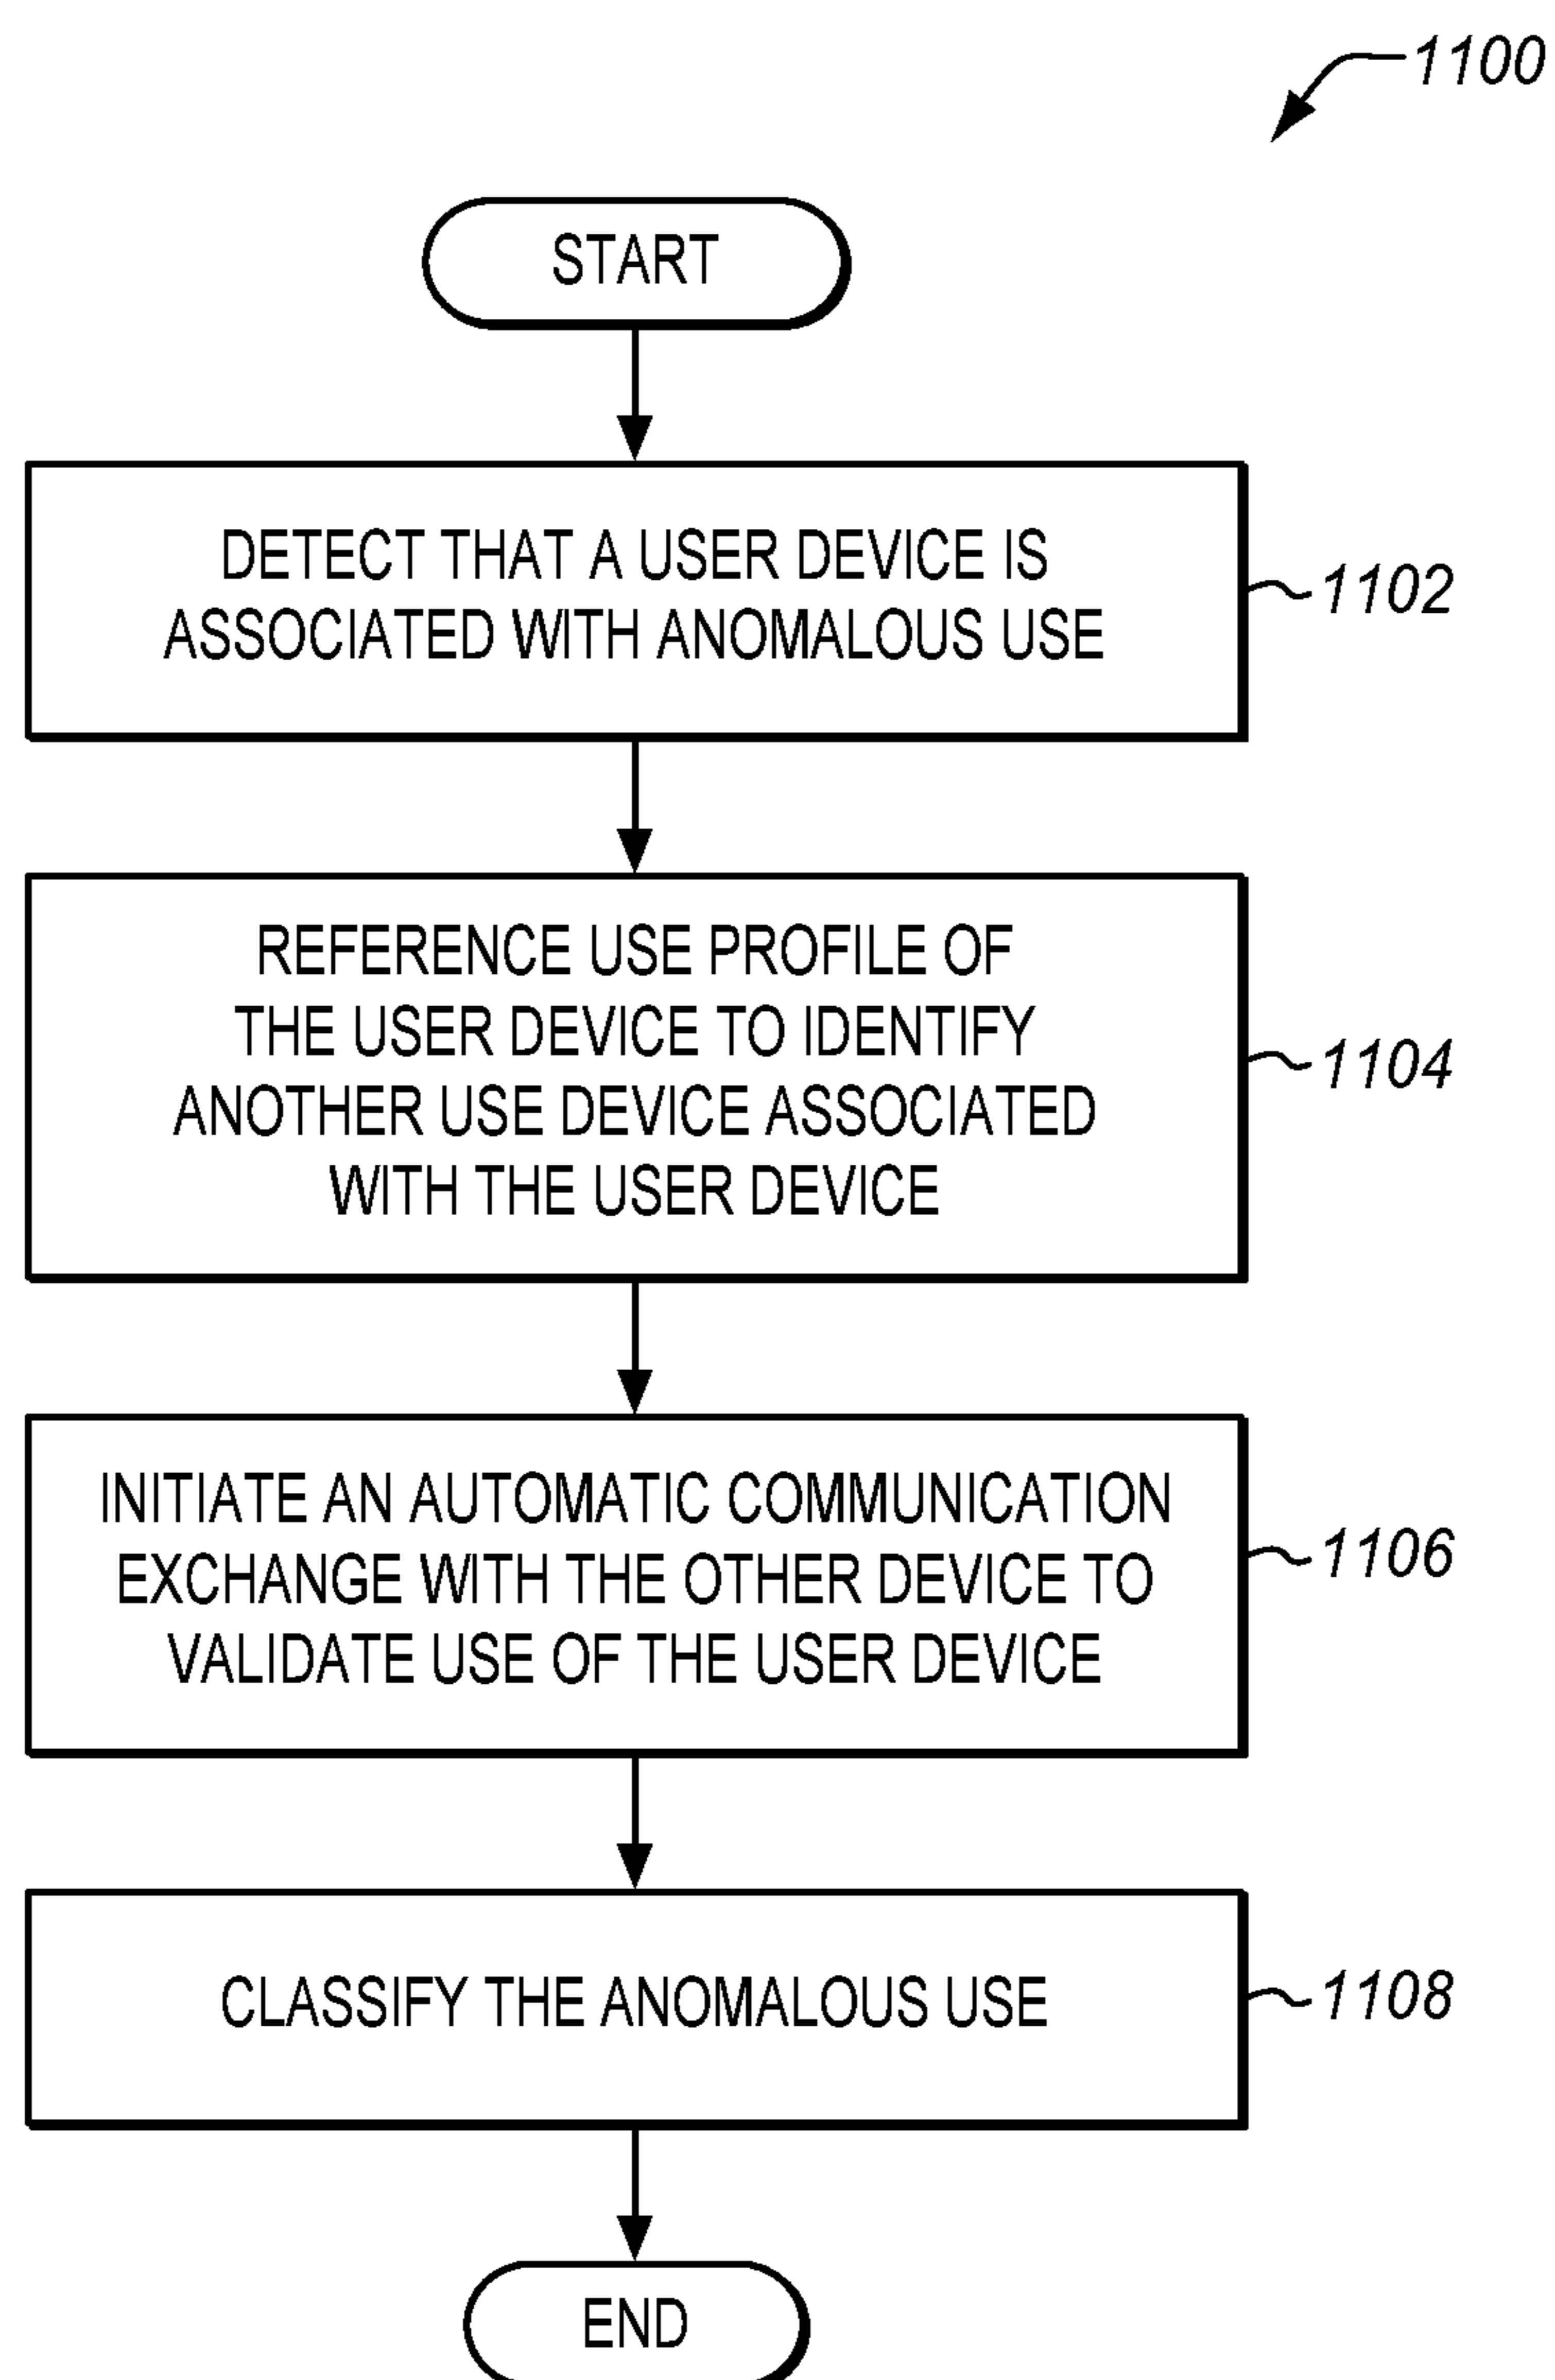 1100
START
DETECT THAT A USER DEVICE IS
ASSOCIATED WITH ANOMALOUS USE
1102
REFERENCE USE PROFILE OF
THE USER DEVICE TO IDENTIFY
ANOTHER USE DEVICE ASSOCIATED
WITH THE USER DEVICE
1104
INITIATE AN AUTOMATIC COMMUNICATION
EXCHANGE WITH THE OTHER DEVICE TO
VALIDATE USE OF THE USER DEVICE
1106
CLASSIFY THE ANOMALOUS USE
1108
END